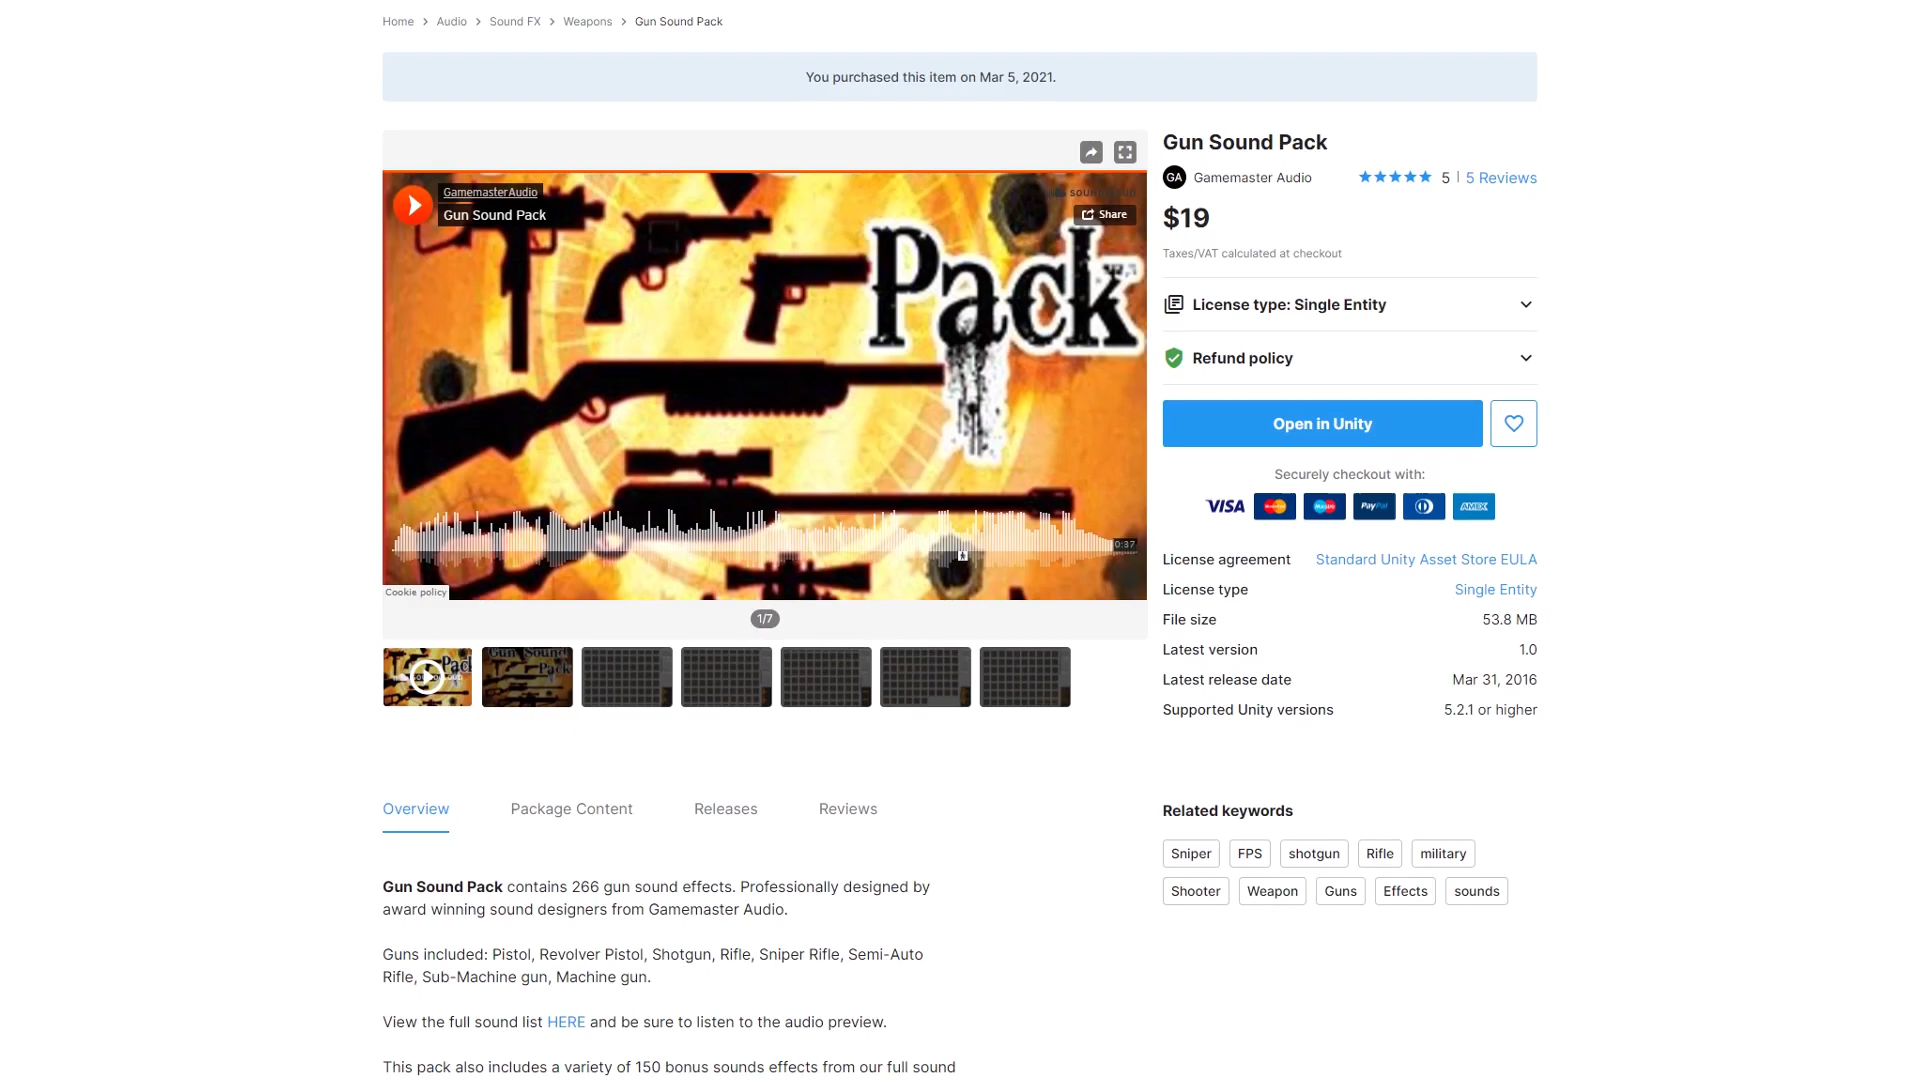 Home > Audio > Sound FX > Weapons > Gun Sound Pack
You purchased this item on Mar 5, 2021.
GamemasterAudio
Gun Sound Pack
Share
Pack
0:37
Cookie policy
1/7
Gun Sound Pack
GA Gamemaster Audio
5 | 5 Reviews
$19
Taxes/VAT calculated at checkout
License type: Single Entity
Refund policy
Open in Unity
Securely checkout with:
VISA PayPal AMEX
License agreement Standard Unity Asset Store EULA
License type Single Entity
File size 53.8 MB
Latest version 1.0
Latest release date Mar 31, 2016
Supported Unity versions 5.2.1 or higher
Overview Package Content Releases Reviews
Gun Sound Pack contains 266 gun sound effects. Professionally designed by
award winning sound designers from Gamemaster Audio.
Guns included: Pistol, Revolver Pistol, Shotgun, Rifle, Sniper Rifle, Semi-Auto
Rifle, Sub-Machine gun, Machine gun.
View the full sound list HERE and be sure to listen to the audio preview.
This pack also includes a variety of 150 bonus sounds effects from our full sound
Related keywords
Sniper FPS shotgun Rifle military
Shooter Weapon Guns Effects sounds